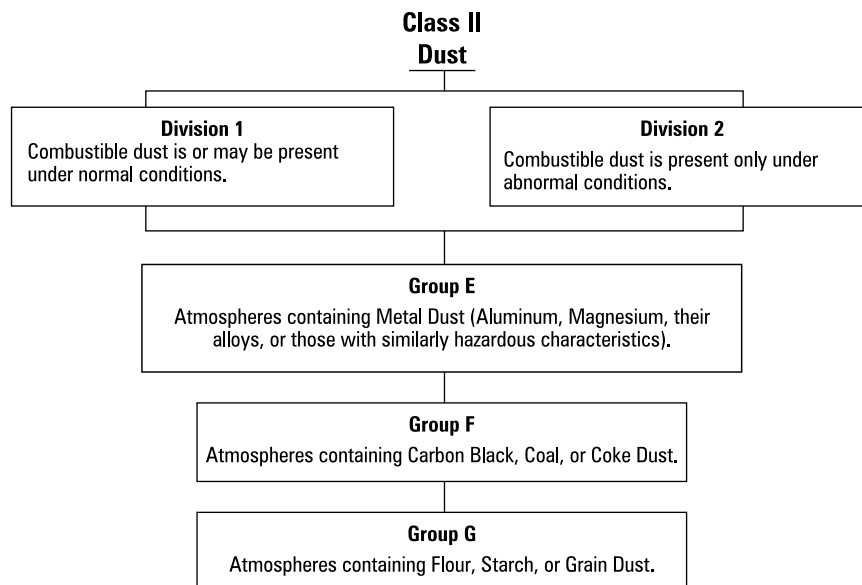 Class II
Dust
Division 1
Combustible dust is or may be present
under normal conditions.
Division 2
Combustible dust is present only under
abnormal conditions.
Group E
Atmospheres containing Metal Dust (Aluminum, Magnesium, their
alloys, or those with similarly hazardous characteristics).
Group F
Atmospheres containing Carbon Black, Coal, or Coke Dust.
Group G
Atmospheres containing Flour, Starch, or Grain Dust.